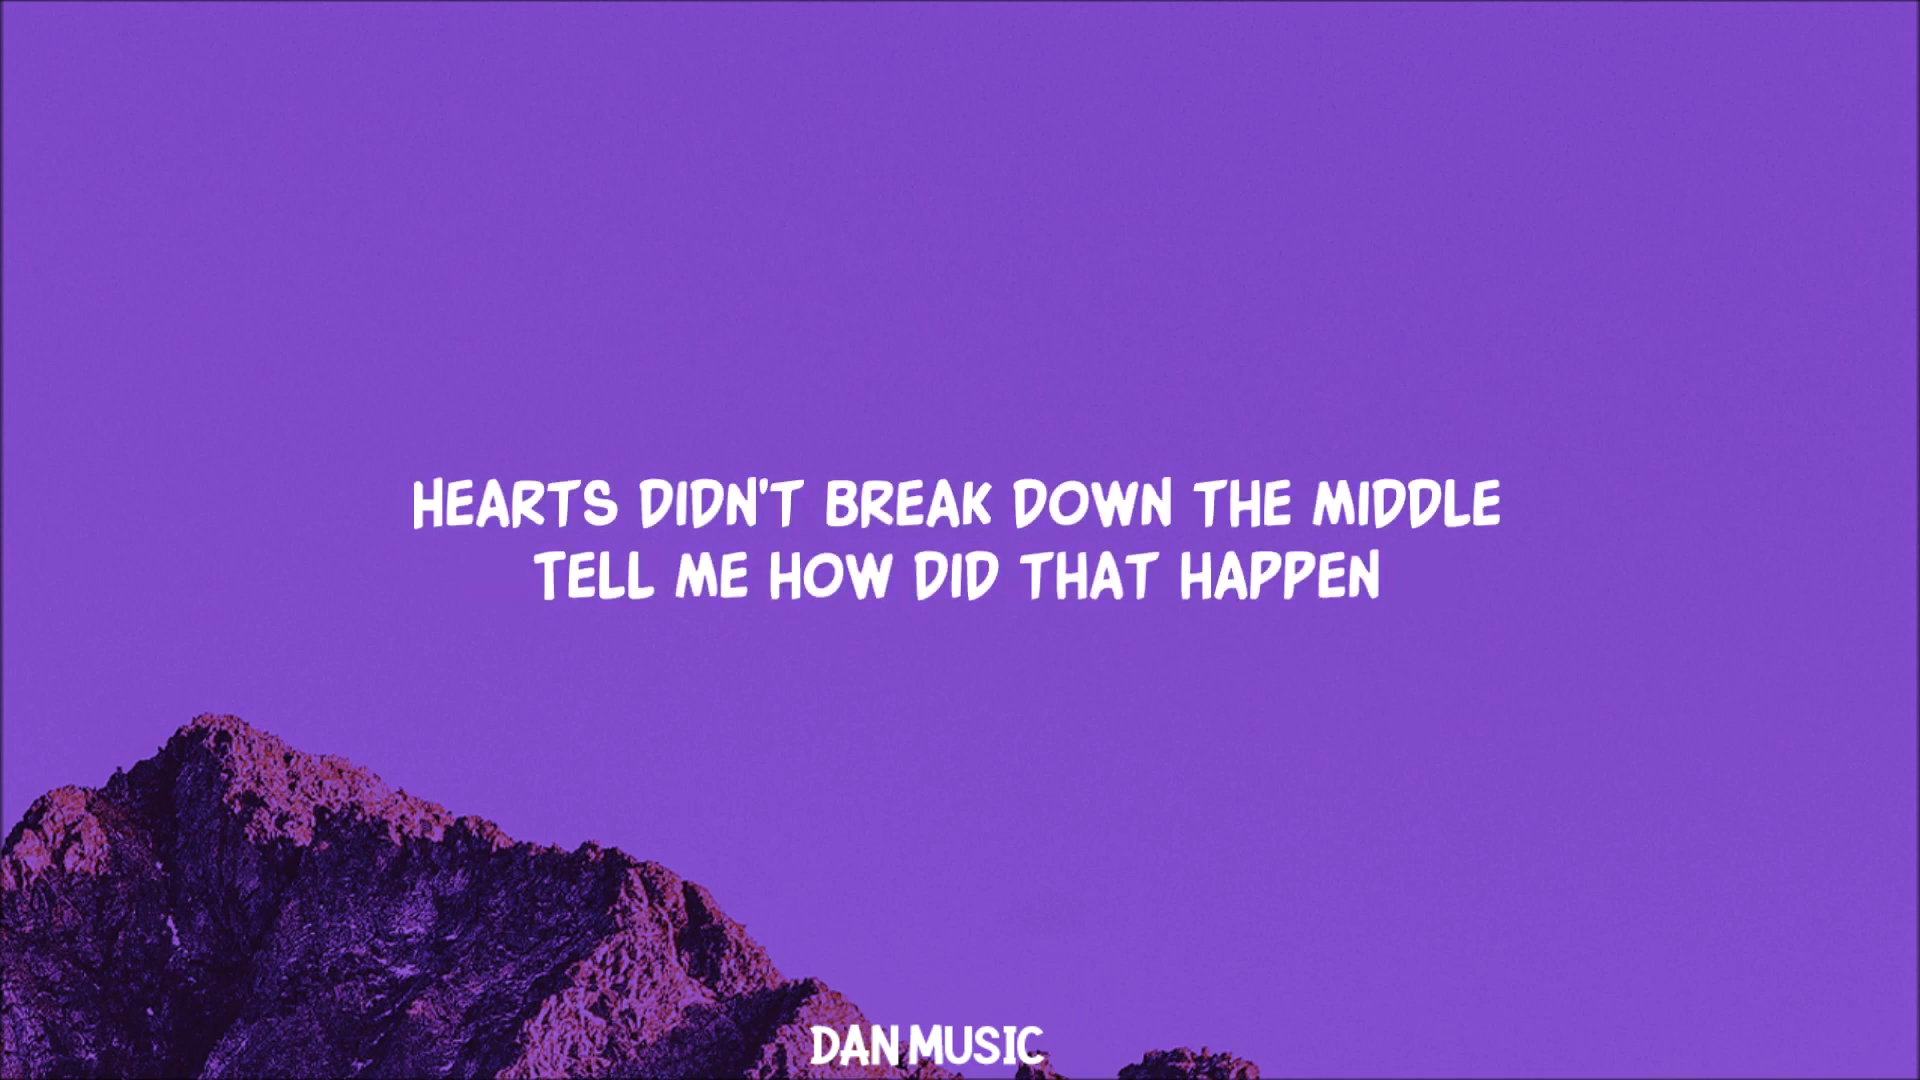 HEARTS DIDN'T BREAK DOWN THE MIDDLE
TELL ME HOW DID THAT HAPPEN
DAN MUSIC